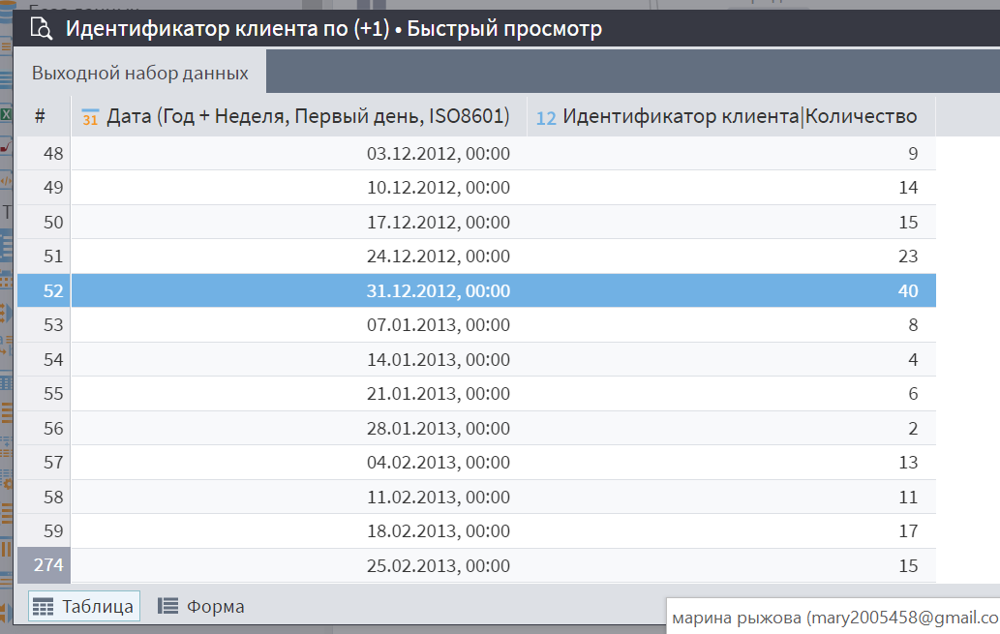 Идентификатор клиента по (+1) • Быстрый просмотр
Выходной набор данных
# 31 Дата (Год + Неделя, Первый день, ISO8601) 12 Идентификатор клиента|Количество
48 03.12.2012, 00:00 9
49 10.12.2012, 00:00 14
50 17.12.2012, 00:00 15
51 24.12.2012, 00:00 23
52 31.12.2012, 00:00 40
53 07.01.2013, 00:00 8
54 14.01.2013, 00:00 4
55 21.01.2013, 00:00 6
56 28.01.2013, 00:00 2
57 04.02.2013, 00:00 13
58 11.02.2013, 00:00 11
59 18.02.2013, 00:00 17
274 25.02.2013, 00:00 15
Таблица Форма
марина рыжова (mary2005458@gmail.co